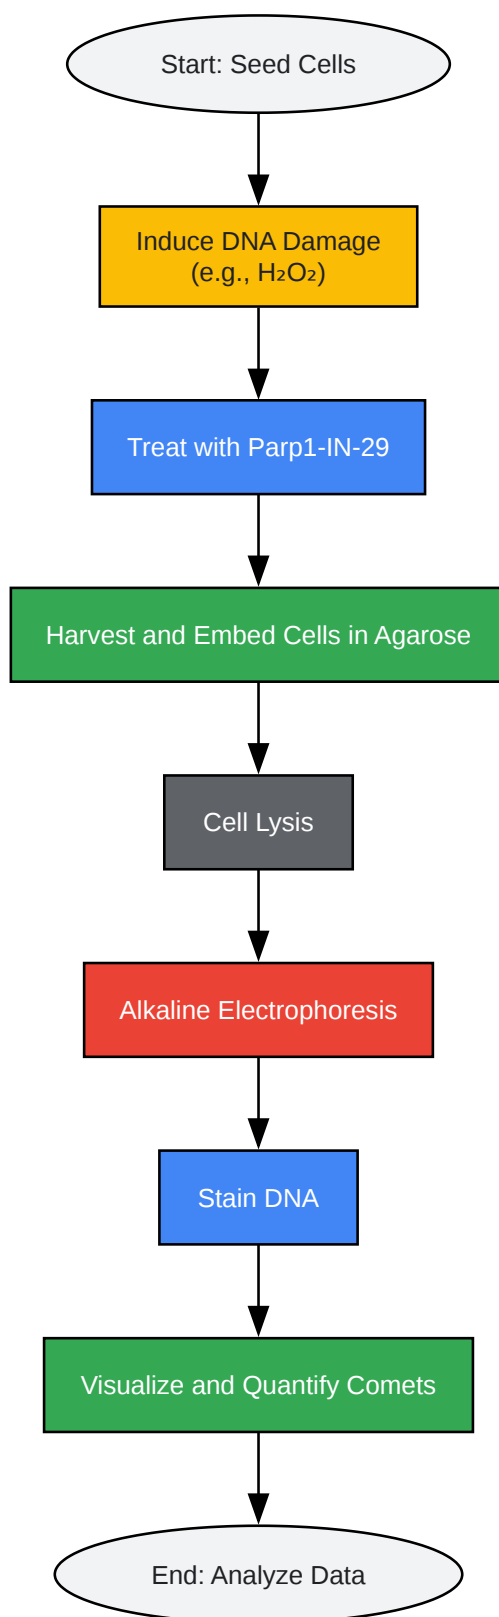 Start: Seed Cells
Induce DNA Damage
(e.g., H₂O₂)
Treat with Parp1-IN-29
Harvest and Embed Cells in Agarose
Cell Lysis
Alkaline Electrophoresis
Stain DNA
Visualize and Quantify Comets
End: Analyze Data